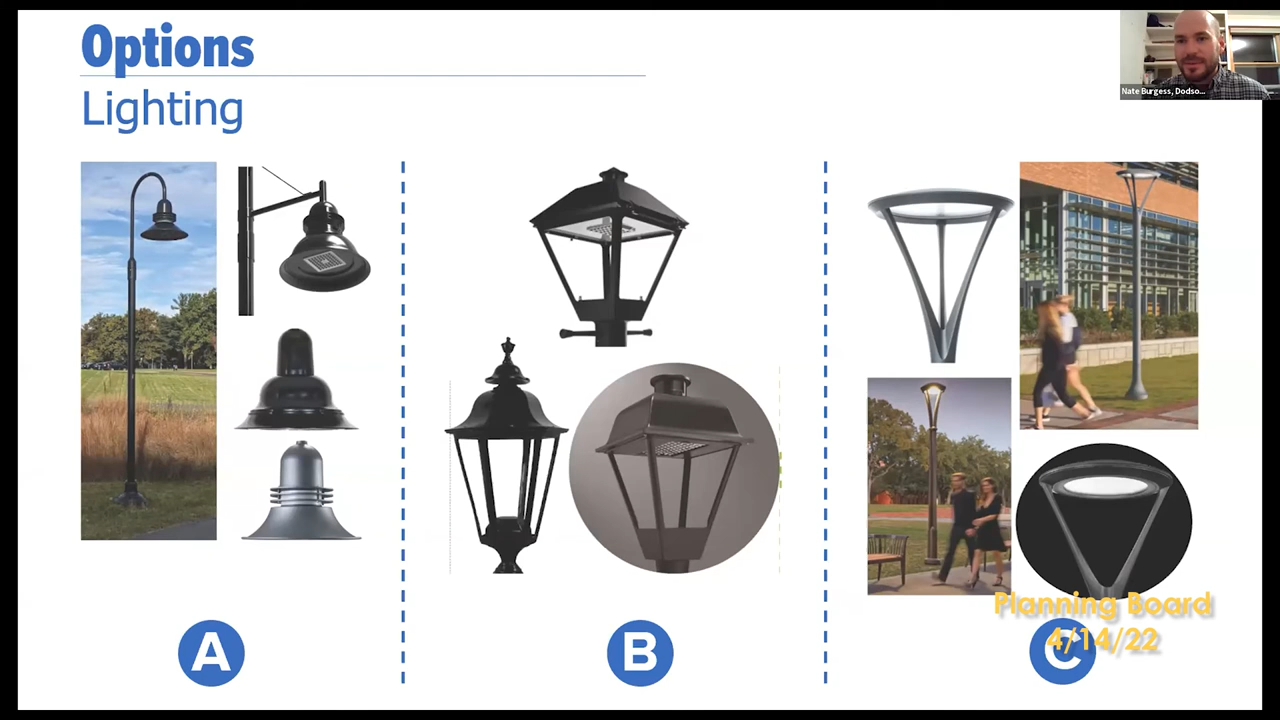 Options
Lighting
Nate Burgess, Dodso...
A
B
C
Planning Board
4/14/22